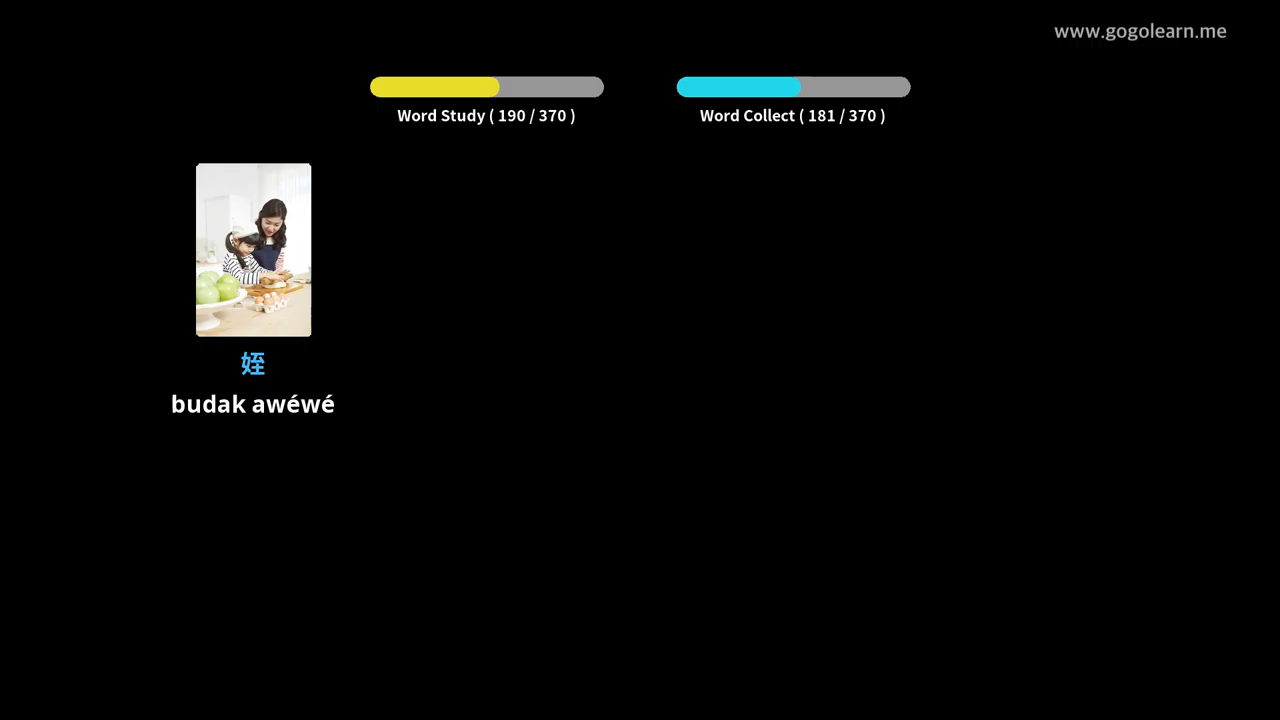 www.gogolearn.me
Word Study ( 190 / 370 )
Word Collect ( 181 / 370 )
姪
budak awéwé